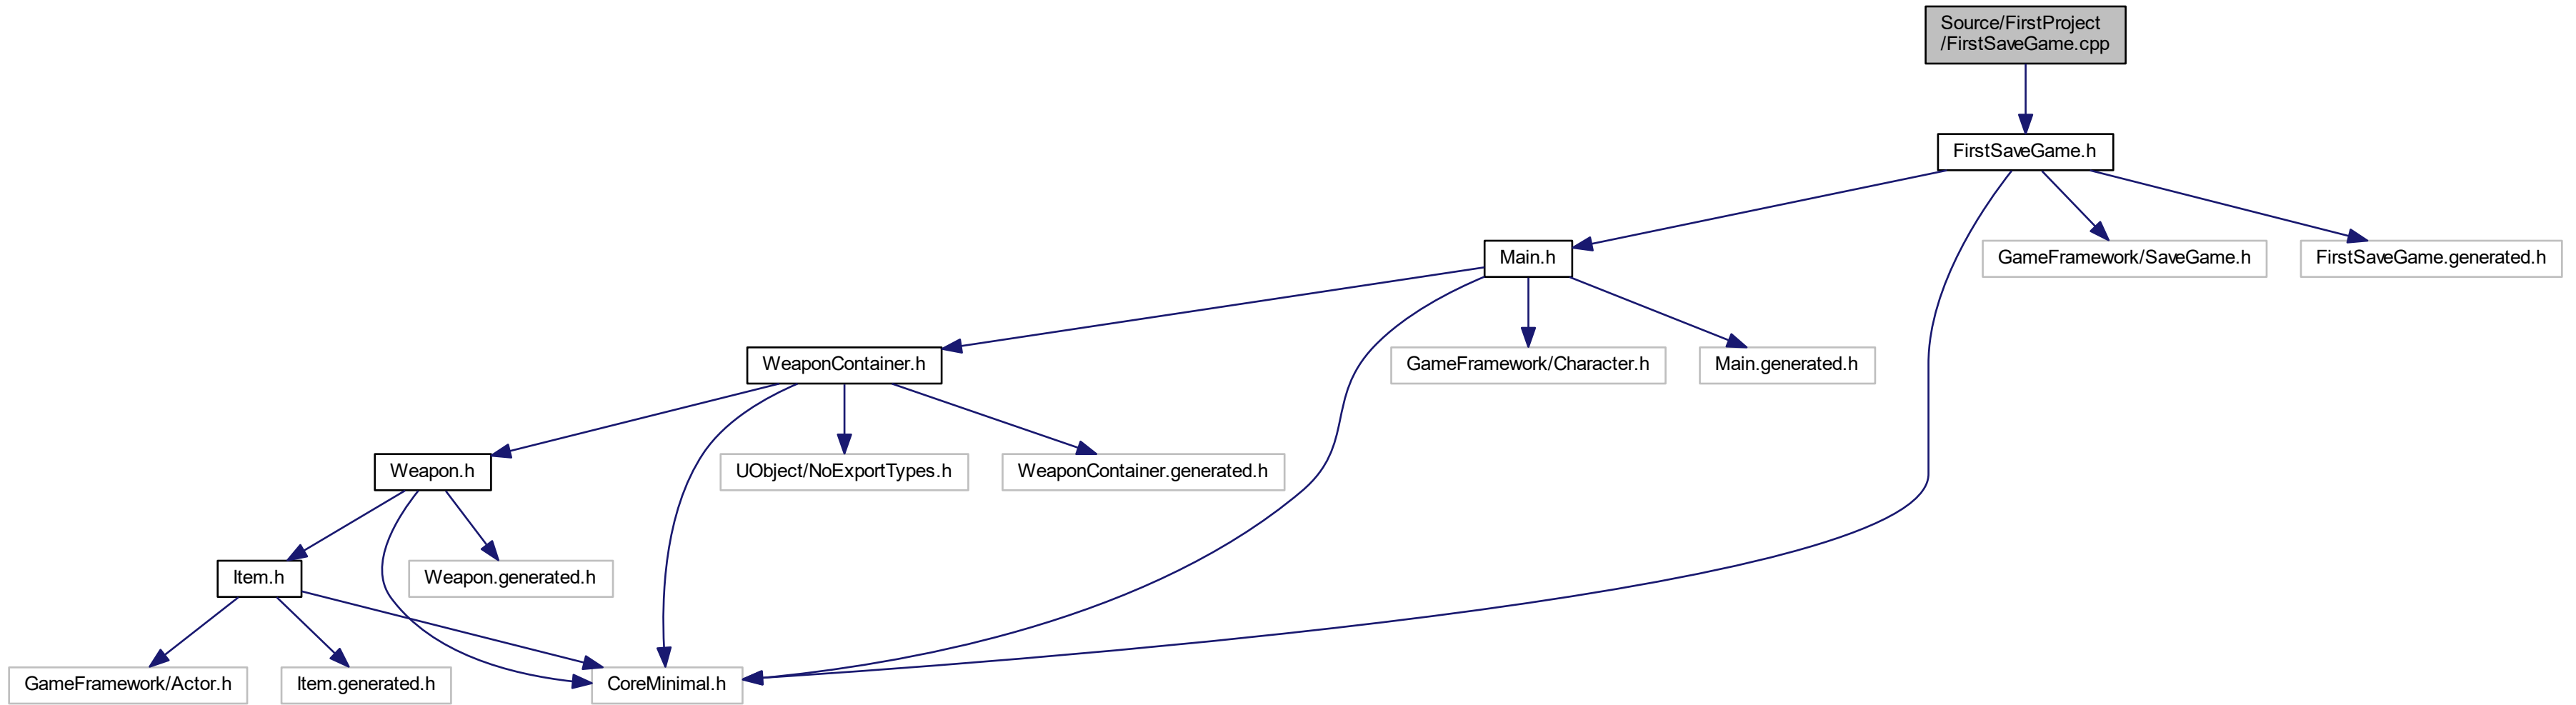 Source/FirstProject
/FirstSaveGame.cpp
FirstSaveGame.h
Main.h
GameFramework/SaveGame.h
FirstSaveGame.generated.h
WeaponContainer.h
GameFramework/Character.h
Main.generated.h
Weapon.h
UObject/NoExportTypes.h
WeaponContainer.generated.h
Item.h
Weapon.generated.h
GameFramework/Actor.h
Item.generated.h
CoreMinimal.h